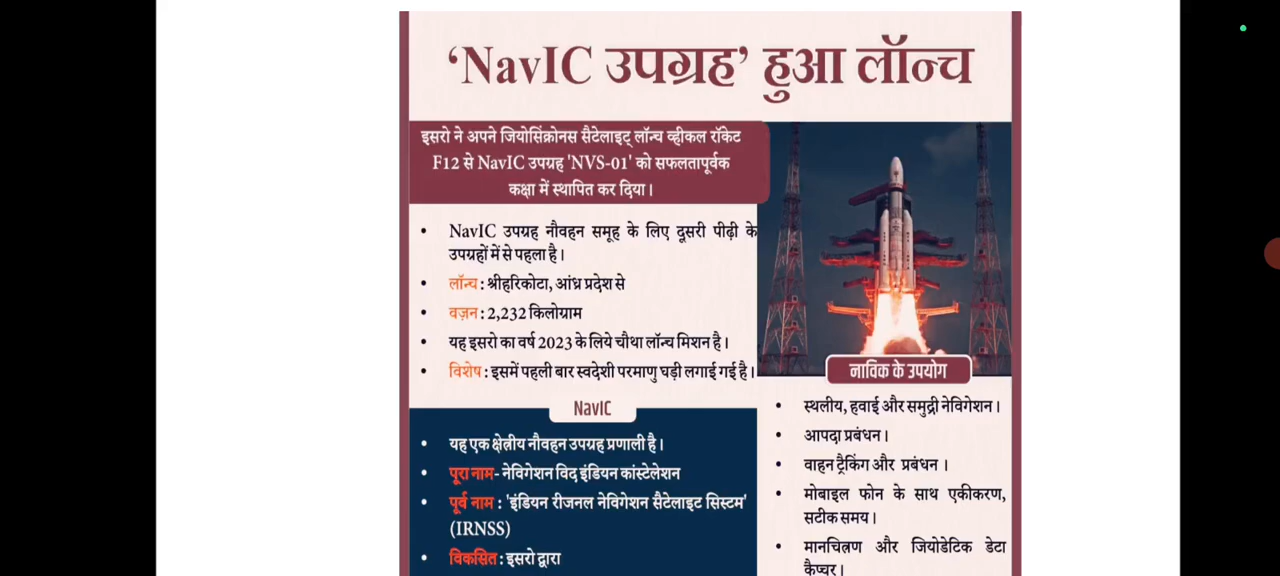 ‘NavIC उपग्रह’ हुआ लॉन्च
इसरो ने अपने जियोसिंक्रोनस सैटेलाइट् लॉन्च व्हीकल रॉकेट
F12 से NavIC उपग्रह 'NVS-01' को सफलतापूर्वक
कक्षा में स्थापित कर दिया।
• NavIC उपग्रह नौवहन समूह के लिए दूसरी पीढ़ी के
उपग्रहों में से पहला है।
• लॉन्च : श्रीहरिकोटा, आंध्र प्रदेश से
• वज़न : 2,232 किलोग्राम
• यह इसरो का वर्ष 2023 के लिये चौथा लॉन्च मिशन है।
• विशेष : इसमें पहली बार स्वदेशी परमाणु घड़ी लगाई गई है।
NavIC
• यह एक क्षेत्रीय नौवहन उपग्रह प्रणाली है।
• पूरा नाम- नेविगेशन विद इंडियन कांस्टेलेशन
• पूर्व नाम : 'इंडियन रीजनल नेविगेशन सैटेलाइट सिस्टम'
(IRNSS)
• विकसित : इसरो द्वारा
नाविक के उपयोग
• स्थलीय, हवाई और समुद्री नेविगेशन।
• आपदा प्रबंधन।
• वाहन ट्रैकिंग और प्रबंधन ।
• मोबाइल फोन के साथ एकीकरण,
सटीक समय।
• मानचित्रण और जियोडेटिक डेटा
कैप्चर।